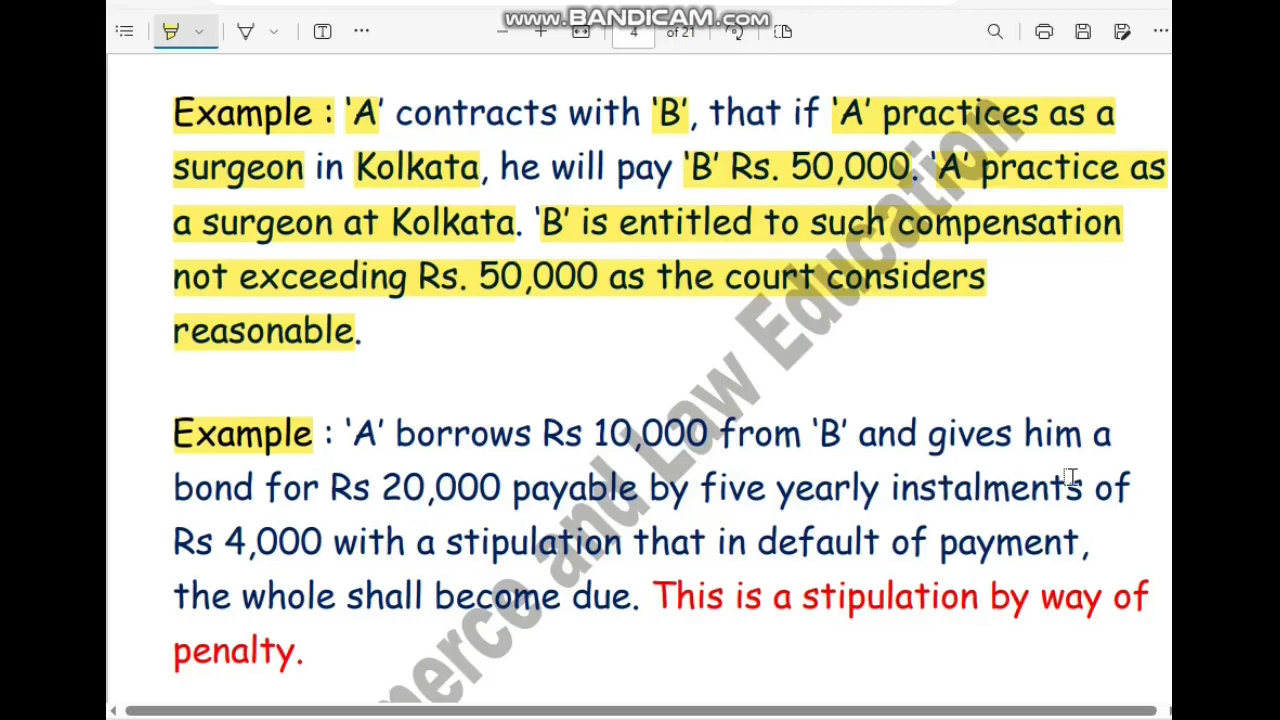 www.BANDICAM.com
4 of 21
Example : ‘A’ contracts with ‘B’, that if ‘A’ practices as a
surgeon in Kolkata, he will pay ‘B’ Rs. 50,000. ‘A’ practice as
a surgeon at Kolkata. ‘B’ is entitled to such compensation
not exceeding Rs. 50,000 as the court considers
reasonable.
Example : ‘A’ borrows Rs 10,000 from ‘B’ and gives him a
bond for Rs 20,000 payable by five yearly instalments of
Rs 4,000 with a stipulation that in default of payment,
the whole shall become due. This is a stipulation by way of
penalty.
merce and Law Education